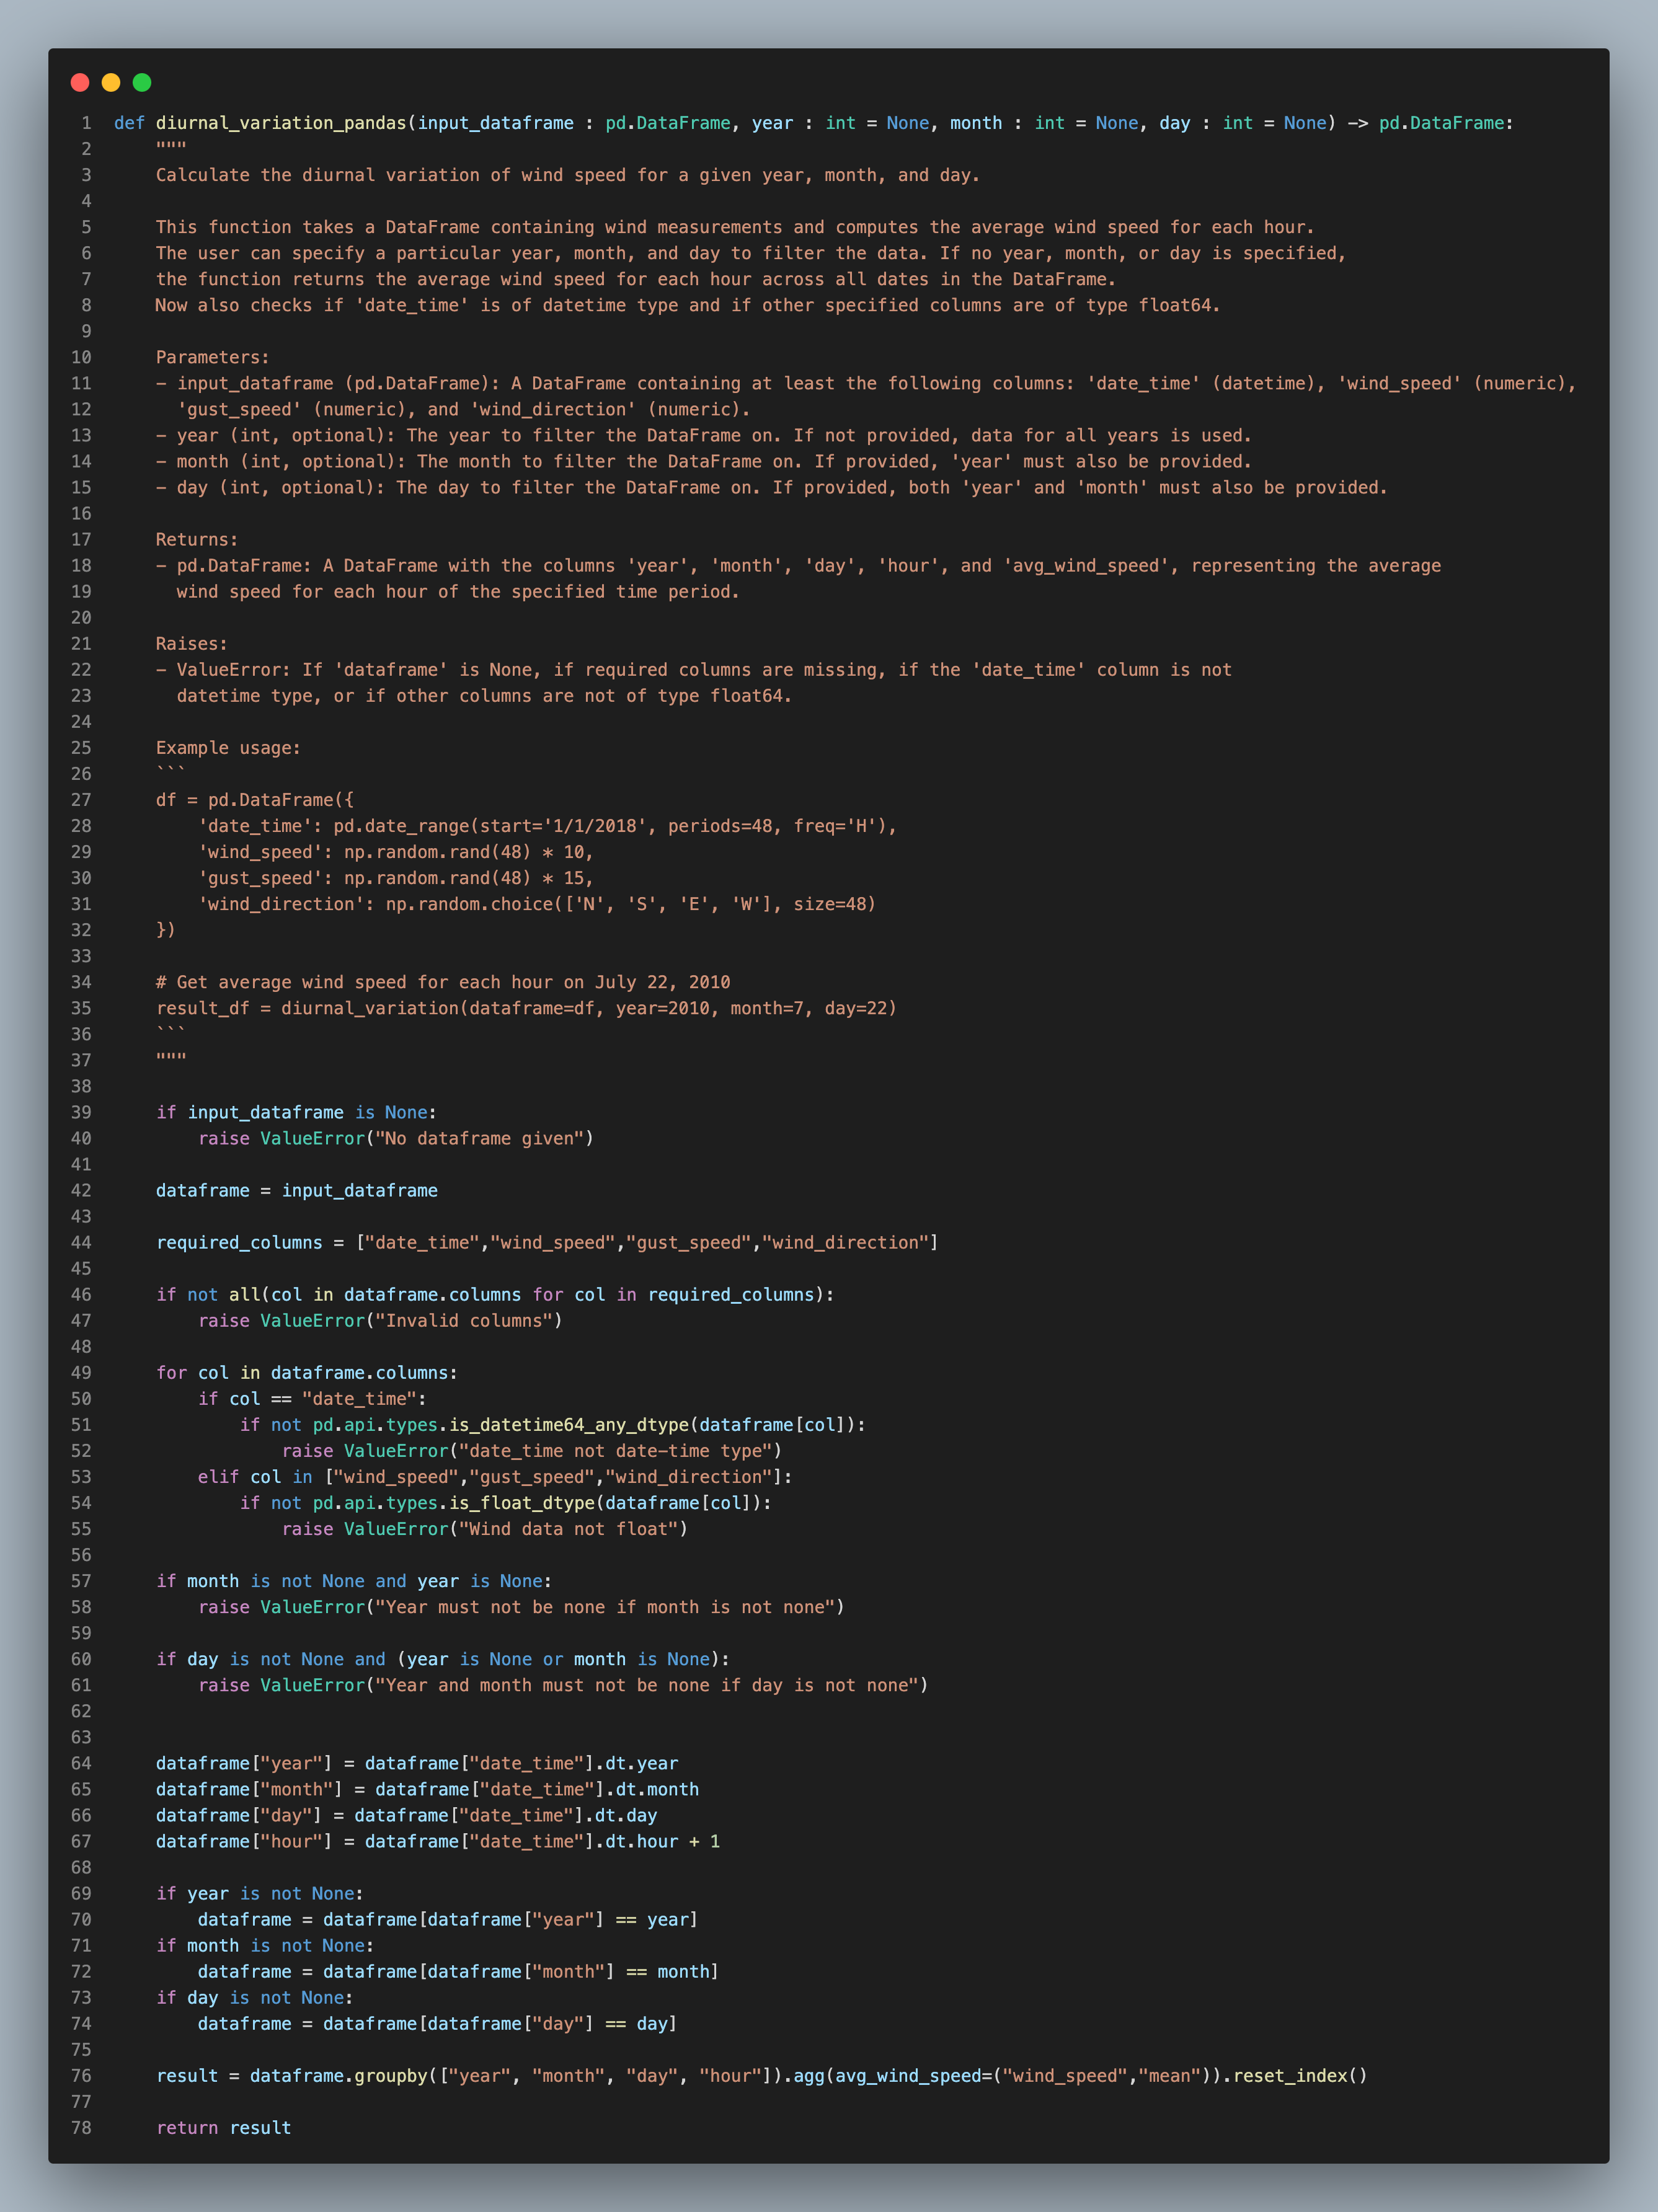 1 def diurnal_variation_pandas(input_dataframe : pd.DataFrame, year : int = None, month : int = None, day : int = None) -> pd.DataFrame:
2     """
3     Calculate the diurnal variation of wind speed for a given year, month, and day.
4
5     This function takes a DataFrame containing wind measurements and computes the average wind speed for each hour.
6     The user can specify a particular year, month, and day to filter the data. If no year, month, or day is specified,
7     the function returns the average wind speed for each hour across all dates in the DataFrame.
8     Now also checks if 'date_time' is of datetime type and if other specified columns are of type float64.
9
10     Parameters:
11     - input_dataframe (pd.DataFrame): A DataFrame containing at least the following columns: 'date_time' (datetime), 'wind_speed' (numeric),
12       'gust_speed' (numeric), and 'wind_direction' (numeric).
13     - year (int, optional): The year to filter the DataFrame on. If not provided, data for all years is used.
14     - month (int, optional): The month to filter the DataFrame on. If provided, 'year' must also be provided.
15     - day (int, optional): The day to filter the DataFrame on. If provided, both 'year' and 'month' must also be provided.
16
17     Returns:
18     - pd.DataFrame: A DataFrame with the columns 'year', 'month', 'day', 'hour', and 'avg_wind_speed', representing the average
19       wind speed for each hour of the specified time period.
20
21     Raises:
22     - ValueError: If 'dataframe' is None, if required columns are missing, if the 'date_time' column is not
23       datetime type, or if other columns are not of type float64.
24
25     Example usage:
26     ```
27     df = pd.DataFrame({
28         'date_time': pd.date_range(start='1/1/2018', periods=48, freq='H'),
29         'wind_speed': np.random.rand(48) * 10,
30         'gust_speed': np.random.rand(48) * 15,
31         'wind_direction': np.random.choice(['N', 'S', 'E', 'W'], size=48)
32     })
33
34     # Get average wind speed for each hour on July 22, 2010
35     result_df = diurnal_variation(dataframe=df, year=2010, month=7, day=22)
36     ```
37     """
38
39     if input_dataframe is None:
40         raise ValueError("No dataframe given")
41
42     dataframe = input_dataframe
43
44     required_columns = ["date_time","wind_speed","gust_speed","wind_direction"]
45
46     if not all(col in dataframe.columns for col in required_columns):
47         raise ValueError("Invalid columns")
48
49     for col in dataframe.columns:
50         if col == "date_time":
51             if not pd.api.types.is_datetime64_any_dtype(dataframe[col]):
52                 raise ValueError("date_time not date-time type")
53         elif col in ["wind_speed","gust_speed","wind_direction"]:
54             if not pd.api.types.is_float_dtype(dataframe[col]):
55                 raise ValueError("Wind data not float")
56
57     if month is not None and year is None:
58         raise ValueError("Year must not be none if month is not none")
59
60     if day is not None and (year is None or month is None):
61         raise ValueError("Year and month must not be none if day is not none")
62
63
64     dataframe["year"] = dataframe["date_time"].dt.year
65     dataframe["month"] = dataframe["date_time"].dt.month
66     dataframe["day"] = dataframe["date_time"].dt.day
67     dataframe["hour"] = dataframe["date_time"].dt.hour + 1
68
69     if year is not None:
70         dataframe = dataframe[dataframe["year"] == year]
71     if month is not None:
72         dataframe = dataframe[dataframe["month"] == month]
73     if day is not None:
74         dataframe = dataframe[dataframe["day"] == day]
75
76     result = dataframe.groupby(["year", "month", "day", "hour"]).agg(avg_wind_speed=("wind_speed","mean")).reset_index()
77
78     return result